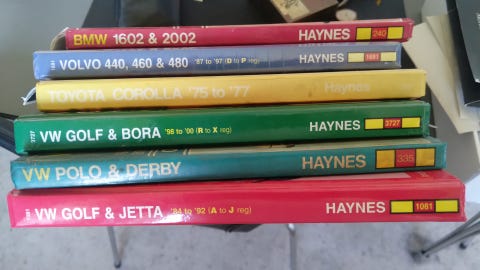 BMW 1602 & 2002 HAYNES 240
VOLVO 440, 460 & 480 '87 to '97 (D to P reg) HAYNES 1691
TOYOTA COROLLA '75 to '77 Haynes
VW GOLF & BORA '98 to '00 (R to X reg) HAYNES 3727
VW POLO & DERBY HAYNES 335
VW GOLF & JETTA '84 to '92 (A to J reg) HAYNES 1081